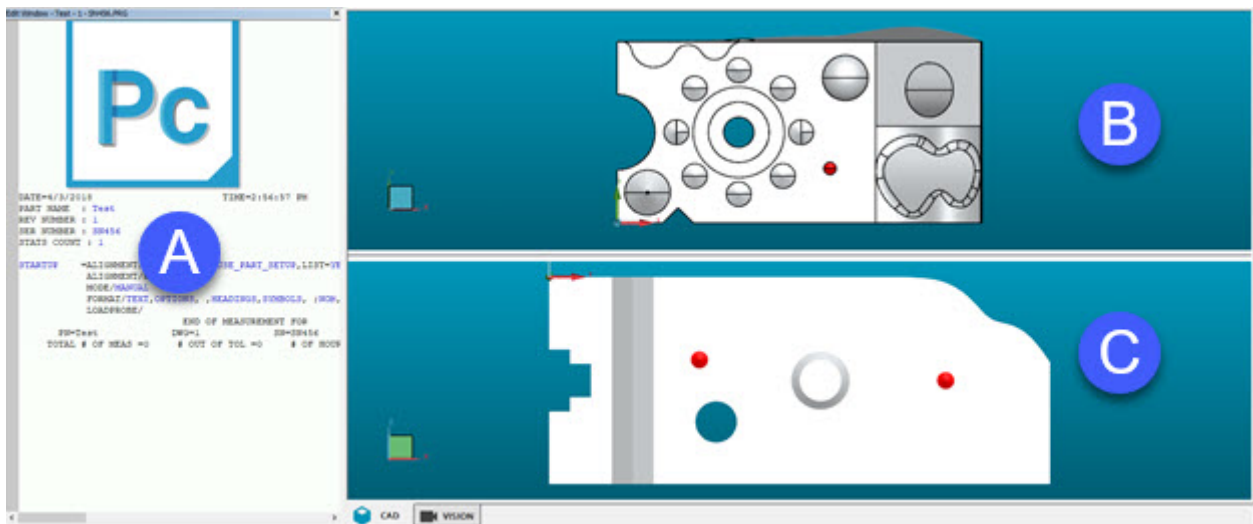 Edit Window - Test - 1 - SN456.PRG
Pc
DATE=4/3/2018 TIME=2:56:57 PM
PART NAME : Test
REV NUMBER : 1
SER NUMBER : SN456
STATS COUNT : 1
A
STARTUP =ALIGNMENT USE_PART_SETUP,LIST=YE
ALIGNMENT/
MODE/MANUAL
FORMAT/TEXT,OPTIONS, ,HEADINGS,SYMBOLS, ;NOM,
LOADPROBE/
END OF MEASUREMENT FOR
PN=Test DWG=1 SN=SN456
TOTAL # OF MEAS =0 # OUT OF TOL =0 # OF HOUR
B
C
CAD VISION